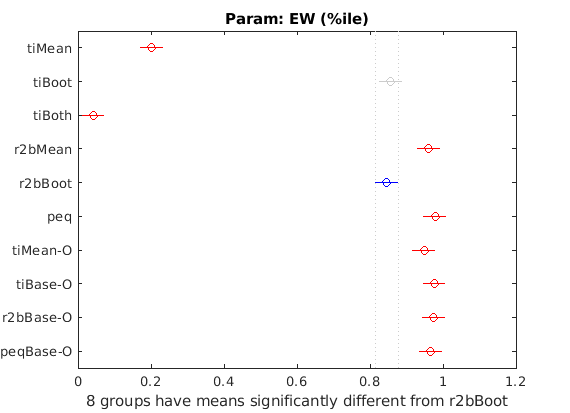 Param: EW (%ile)
tiMean
tiBoot
tiBoth
r2bMean
r2bBoot
peq
tiMean-O
tiBase-O
r2bBase-O
peqBase-O
0 0.2 0.4 0.6 0.8 1 1.2
8 groups have means significantly different from r2bBoot